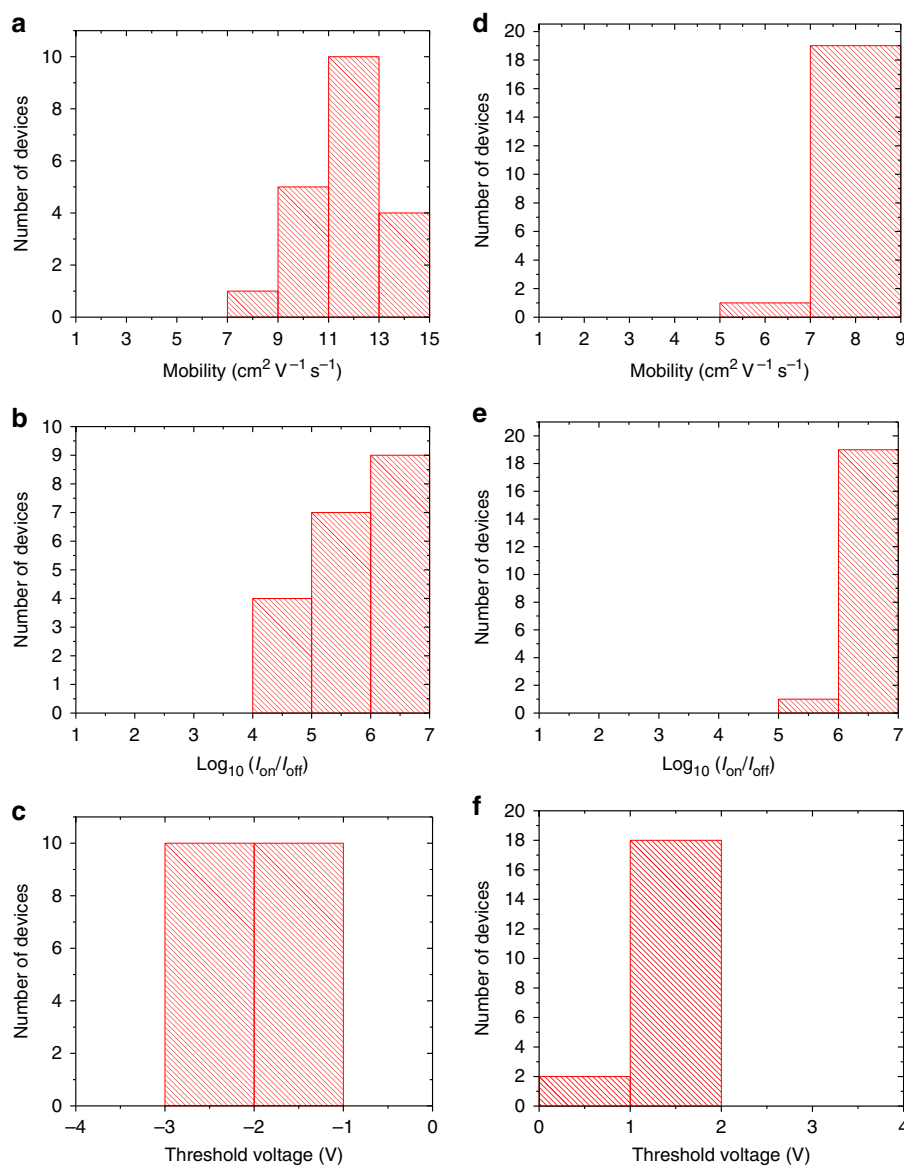 a
12
10
8
6
4
2
0
Number of devices
1 3 5 7 9 11 13 15
Mobility (cm² V⁻¹ s⁻¹)
d
20
18
16
14
12
10
8
6
4
2
0
Number of devices
1 2 3 4 5 6 7 8 9
Mobility (cm² V⁻¹ s⁻¹)
b
10
9
8
7
6
5
4
3
2
1
0
Number of devices
1 2 3 4 5 6 7
Log₁₀ (Ion/Ioff)
e
20
18
16
14
12
10
8
6
4
2
0
Number of devices
1 2 3 4 5 6 7
Log₁₀ (Ion/Ioff)
c
10
8
6
4
2
0
Number of devices
–4 –3 –2 –1 0
Threshold voltage (V)
f
20
18
16
14
12
10
8
6
4
2
0
Number of devices
0 1 2 3 4
Threshold voltage (V)